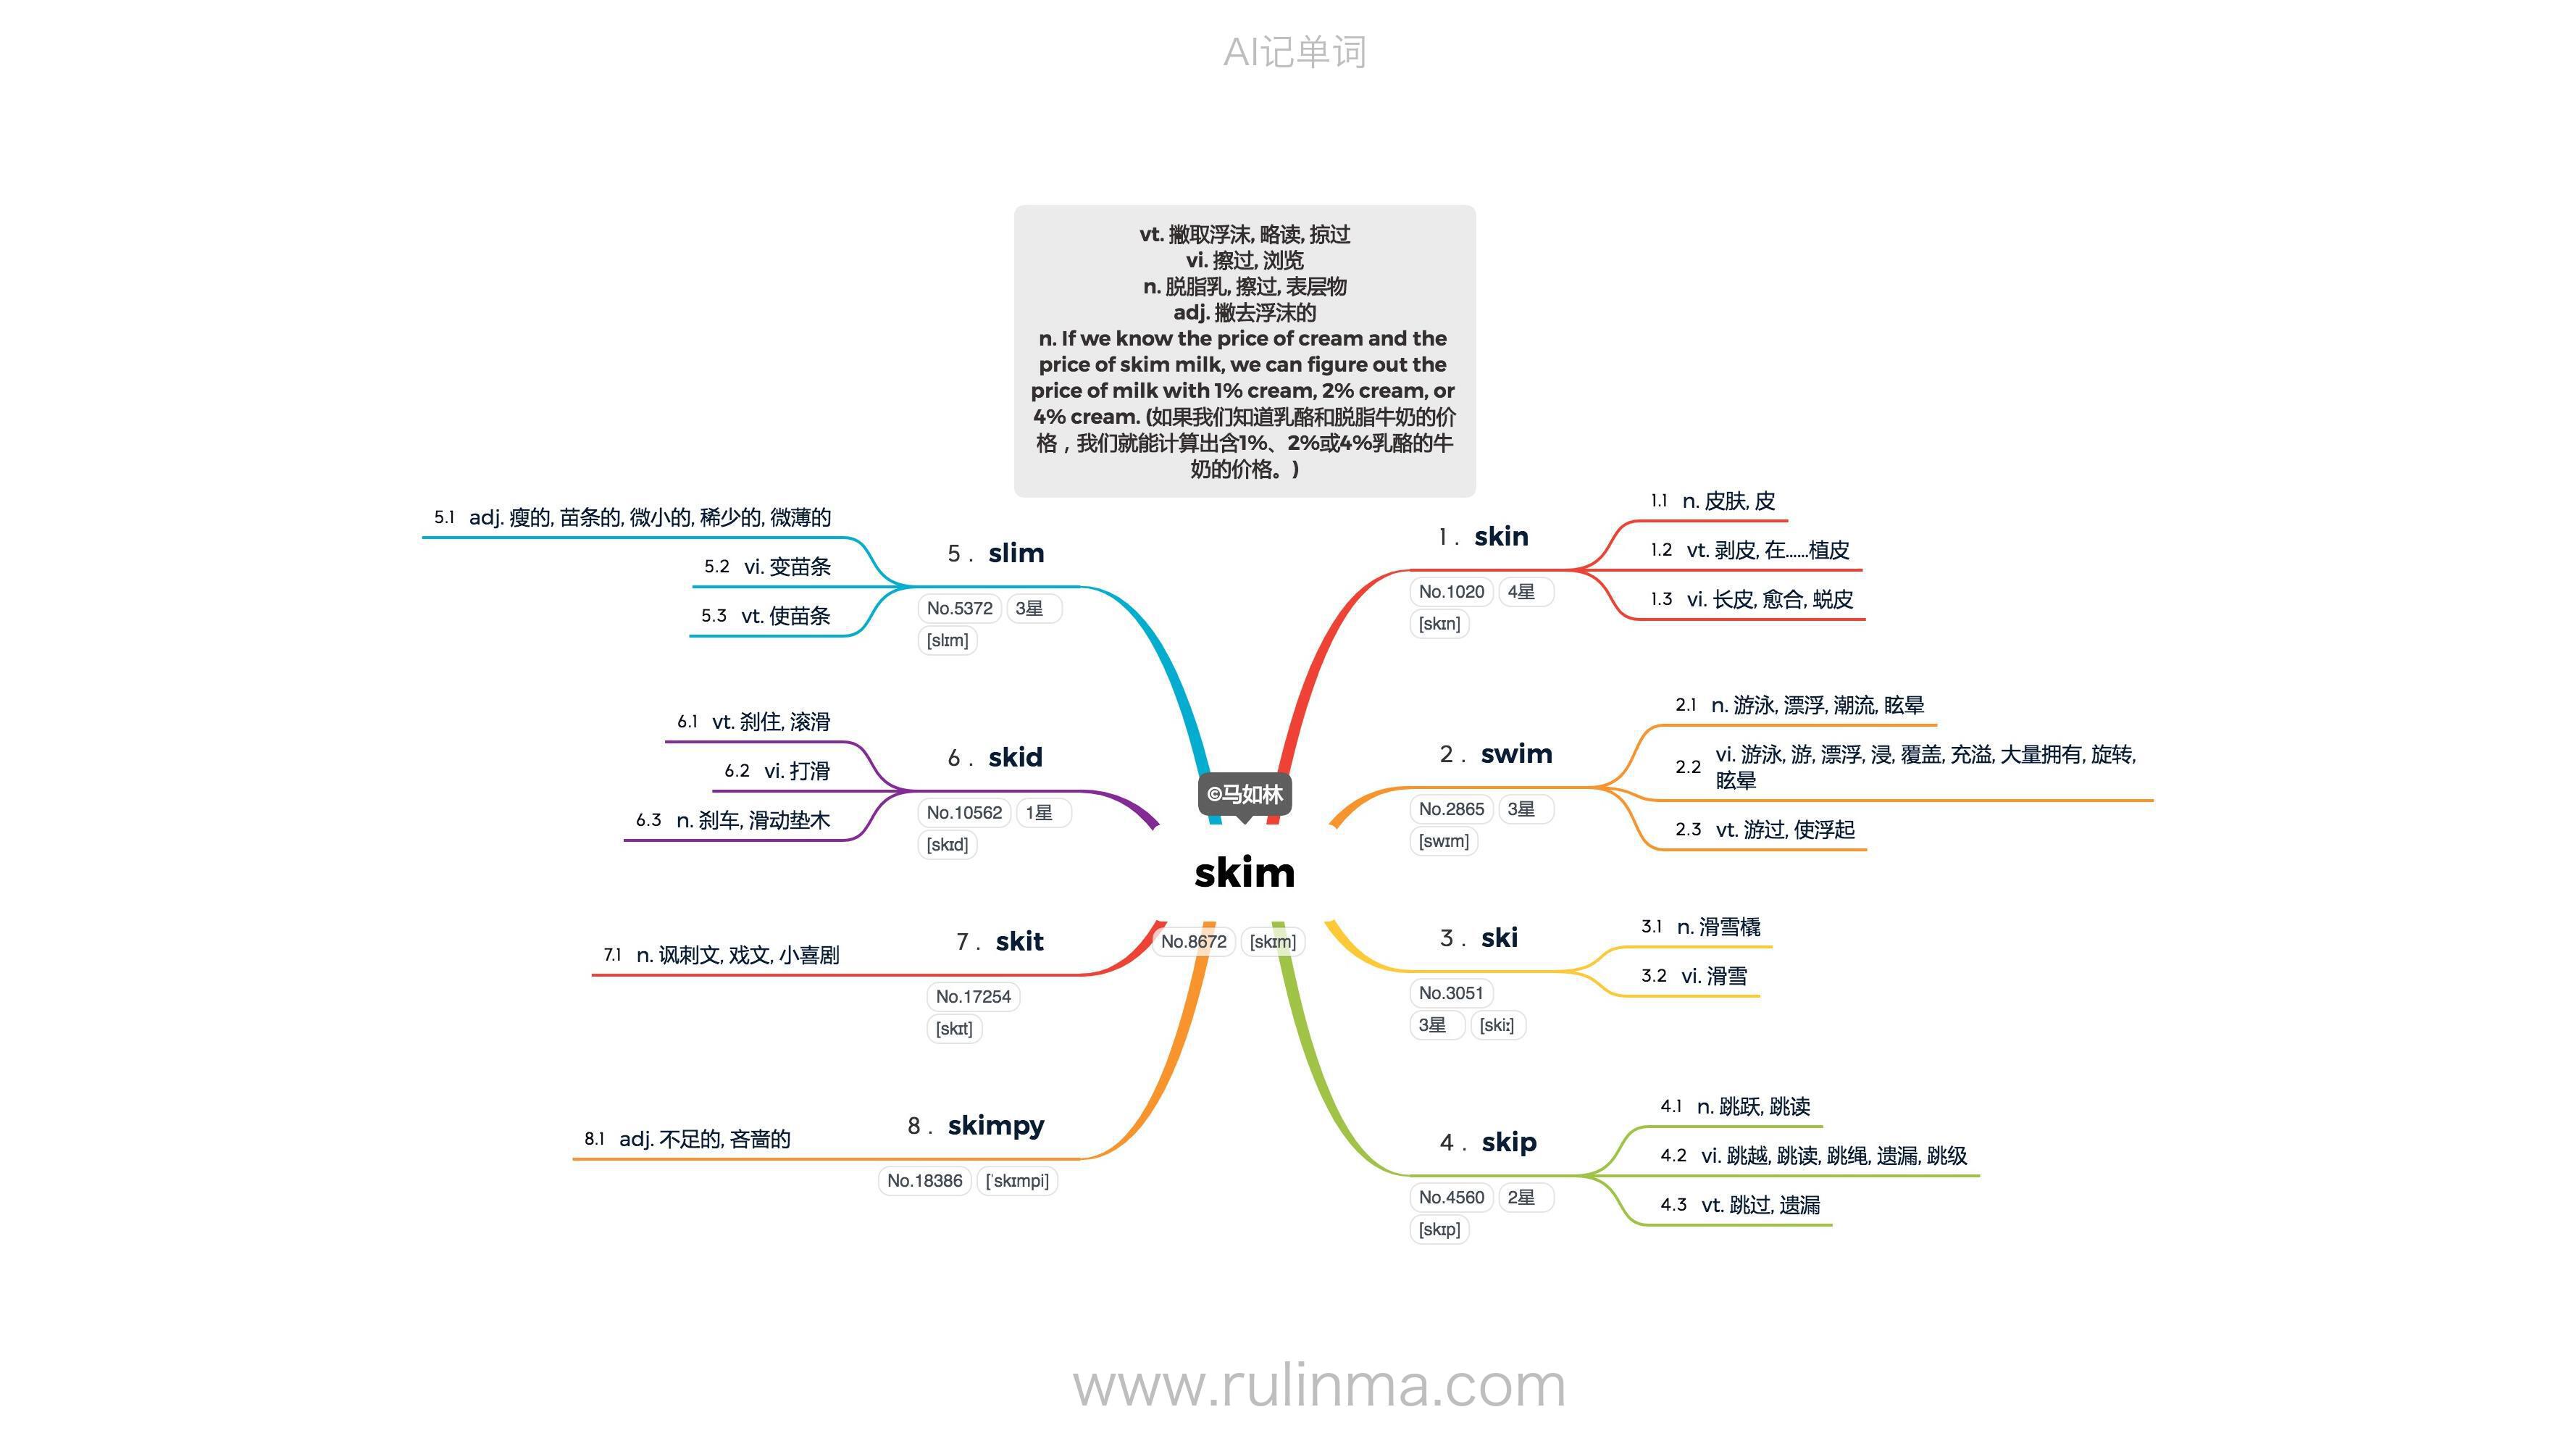 AI记单词
vt. 撇取浮沫, 略读, 掠过
vi. 擦过, 浏览
n. 脱脂乳, 擦过, 表层物
adj. 撇去浮沫的
n. If we know the price of cream and the
price of skim milk, we can figure out the
price of milk with 1% cream, 2% cream, or
4% cream. (如果我们知道乳酪和脱脂牛奶的价
格，我们就能计算出含1%、2%或4%乳酪的牛
奶的价格。)
©马如林
skim
No.8672 [skɪm]
1 . skin
No.1020 4星
[skɪn]
1.1 n. 皮肤, 皮
1.2 vt. 剥皮, 在……植皮
1.3 vi. 长皮, 愈合, 蜕皮
2 . swim
No.2865 3星
[swɪm]
2.1 n. 游泳, 漂浮, 潮流, 眩晕
2.2 vi. 游泳, 游, 漂浮, 浸, 覆盖, 充溢, 大量拥有, 旋转,
眩晕
2.3 vt. 游过, 使浮起
3 . ski
No.3051
3星 [skiː]
3.1 n. 滑雪橇
3.2 vi. 滑雪
4 . skip
No.4560 2星
[skɪp]
4.1 n. 跳跃, 跳读
4.2 vi. 跳越, 跳读, 跳绳, 遗漏, 跳级
4.3 vt. 跳过, 遗漏
5 . slim
No.5372 3星
[slɪm]
5.1 adj. 瘦的, 苗条的, 微小的, 稀少的, 微薄的
5.2 vi. 变苗条
5.3 vt. 使苗条
6 . skid
No.10562 1星
[skɪd]
6.1 vt. 刹住, 滚滑
6.2 vi. 打滑
6.3 n. 刹车, 滑动垫木
7 . skit
No.17254
[skɪt]
7.1 n. 讽刺文, 戏文, 小喜剧
8 . skimpy
No.18386 [ˈskɪmpi]
8.1 adj. 不足的, 吝啬的
www.rulinma.com